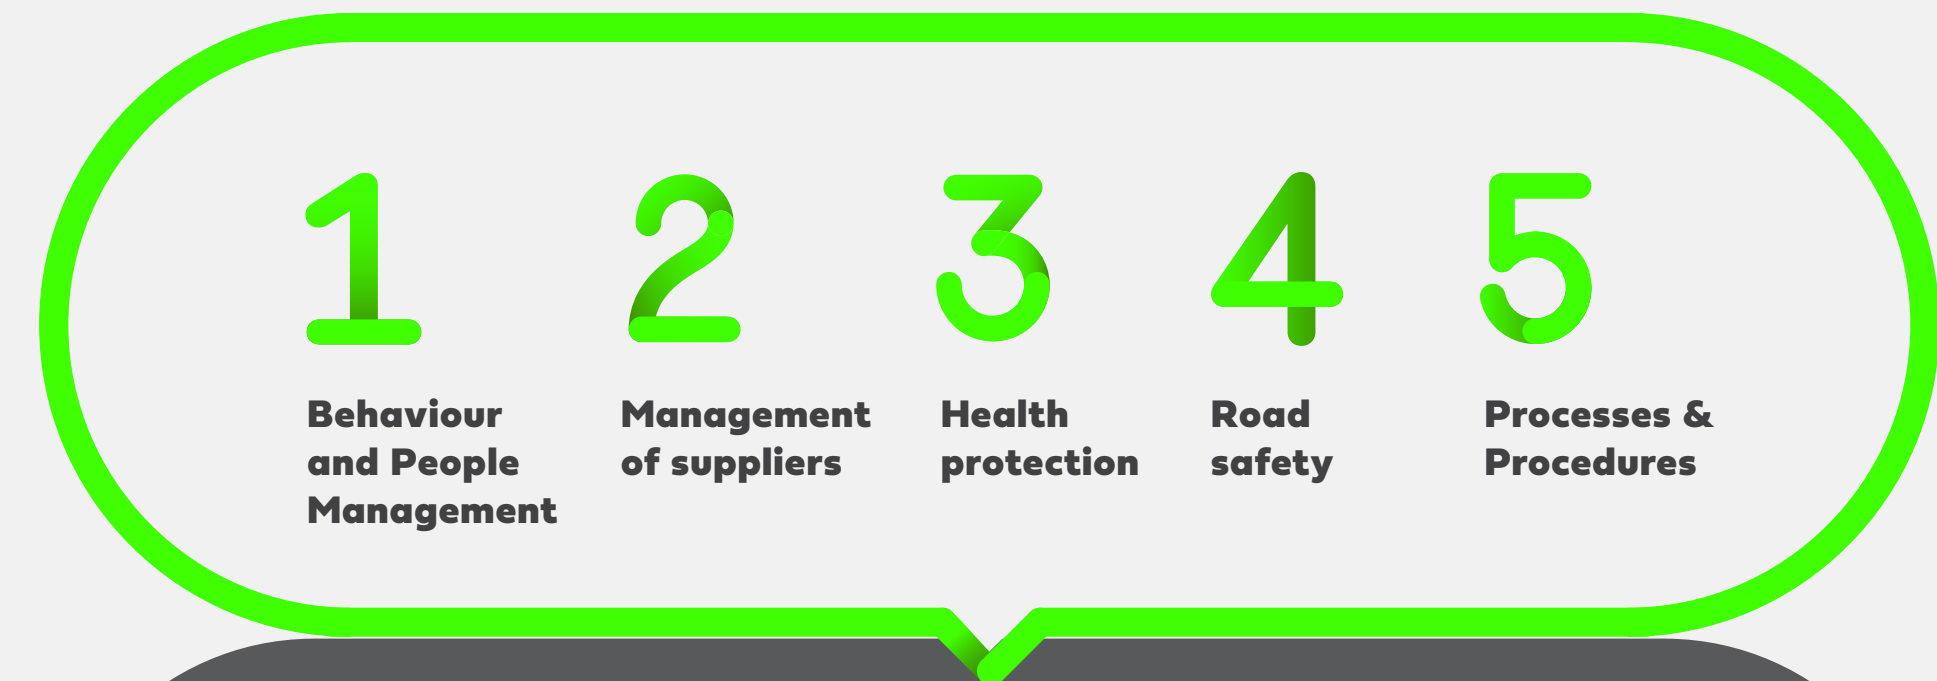 1
Behaviour
and People
Management
2
Management
of suppliers
3
Health
protection
4
Road
safety
5
Processes &
Procedures